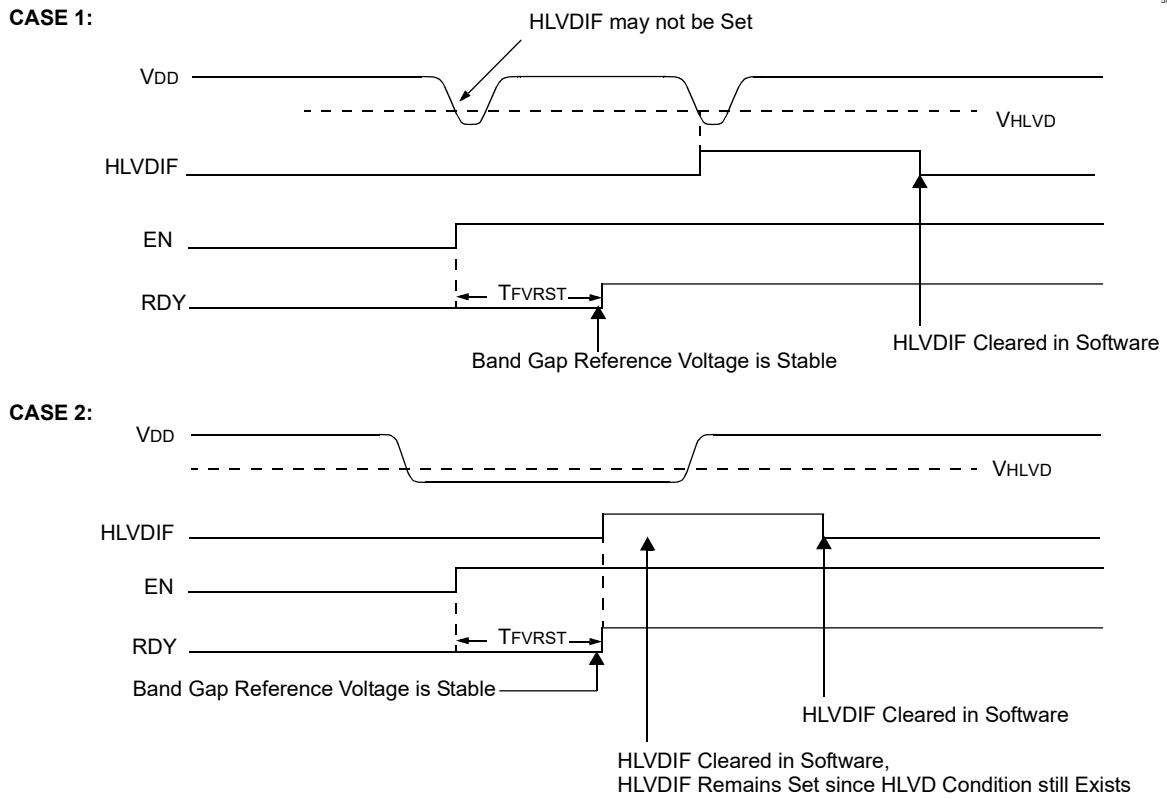 CASE 1:
HLVDIF may not be Set
VDD
VHLVD
HLVDIF
EN
TFVRST
RDY
HLVDIF Cleared in Software
Band Gap Reference Voltage is Stable
CASE 2:
VDD
VHLVD
HLVDIF
EN
TFVRST
RDY
Band Gap Reference Voltage is Stable
HLVDIF Cleared in Software
HLVDIF Cleared in Software,
HLVDIF Remains Set since HLVD Condition still Exists